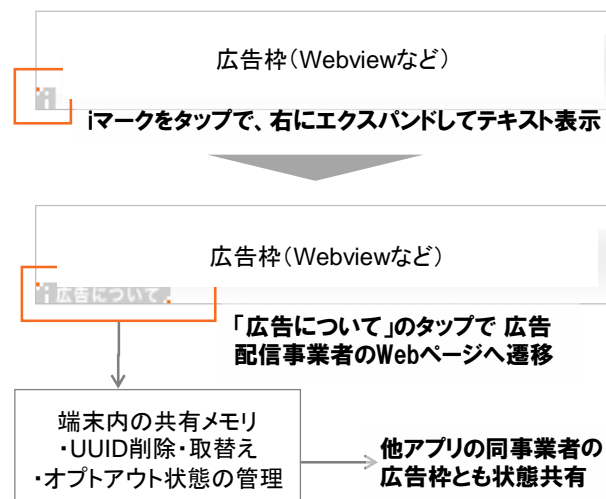 広告枠（Webviewなど）
i
iマークをタップで、右にエクスパンドしてテキスト表示
広告枠（Webviewなど）
i 広告について
「広告について」のタップで 広告
配信事業者のWebページへ遷移
端末内の共有メモリ
・UUID削除・取替え
・オプトアウト状態の管理
他アプリの同事業者の
広告枠とも状態共有